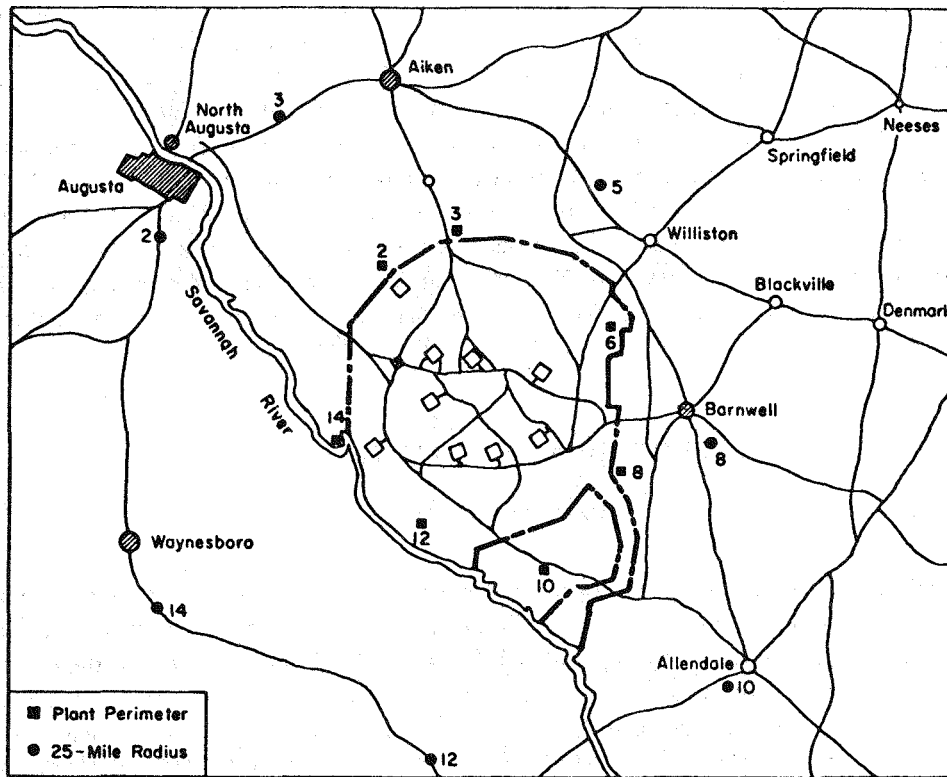 Aiken
3
North
Augusta
Neeses
Springfield
Augusta
5
3
2
Williston
2
Blackville
Savannah
Denmark
6
River
14
Barnwell
8
8
12
Waynesboro
10
14
Allendale
10
Plant Perimeter
25-Mile Radius
12